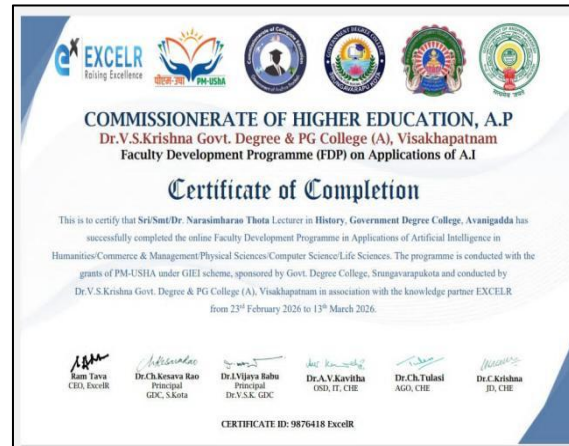 EXCELR
Raising Excellence
पीएम-उषा PM-USHA
COMMISSIONERATE OF HIGHER EDUCATION, A.P
Dr.V.S.Krishna Govt. Degree & PG College (A), Visakhapatnam
Faculty Development Programme (FDP) on Applications of A.I
Certificate of Completion
This is to certify that Sri/Smt/Dr. Narasimharao Thota Lecturer in History, Government Degree College, Avanigadda has
successfully completed the online Faculty Development Programme in Applications of Artificial Intelligence in
Humanities/Commerce & Management/Physical Sciences/Computer Science/Life Sciences. The programme is conducted with the
grants of PM-USHA under GIEI scheme, sponsored by Govt. Degree College, Srungavarapukota and conducted by
Dr.V.S.Krishna Govt. Degree & PG College (A), Visakhapatnam in association with the knowledge partner EXCELR
from 23rd February 2026 to 13th March 2026.
Ram Tava Dr.Ch.Kesava Rao Dr.I.Vijaya Babu Dr.A.V.Kavitha Dr.Ch.Tulasi Dr.C.Krishna
CEO, ExcelR Principal Principal OSD, IT, CHE AGO, CHE JD, CHE
GDC, S.Kota Dr.V.S.K. GDC
CERTIFICATE ID: 9876418 ExcelR